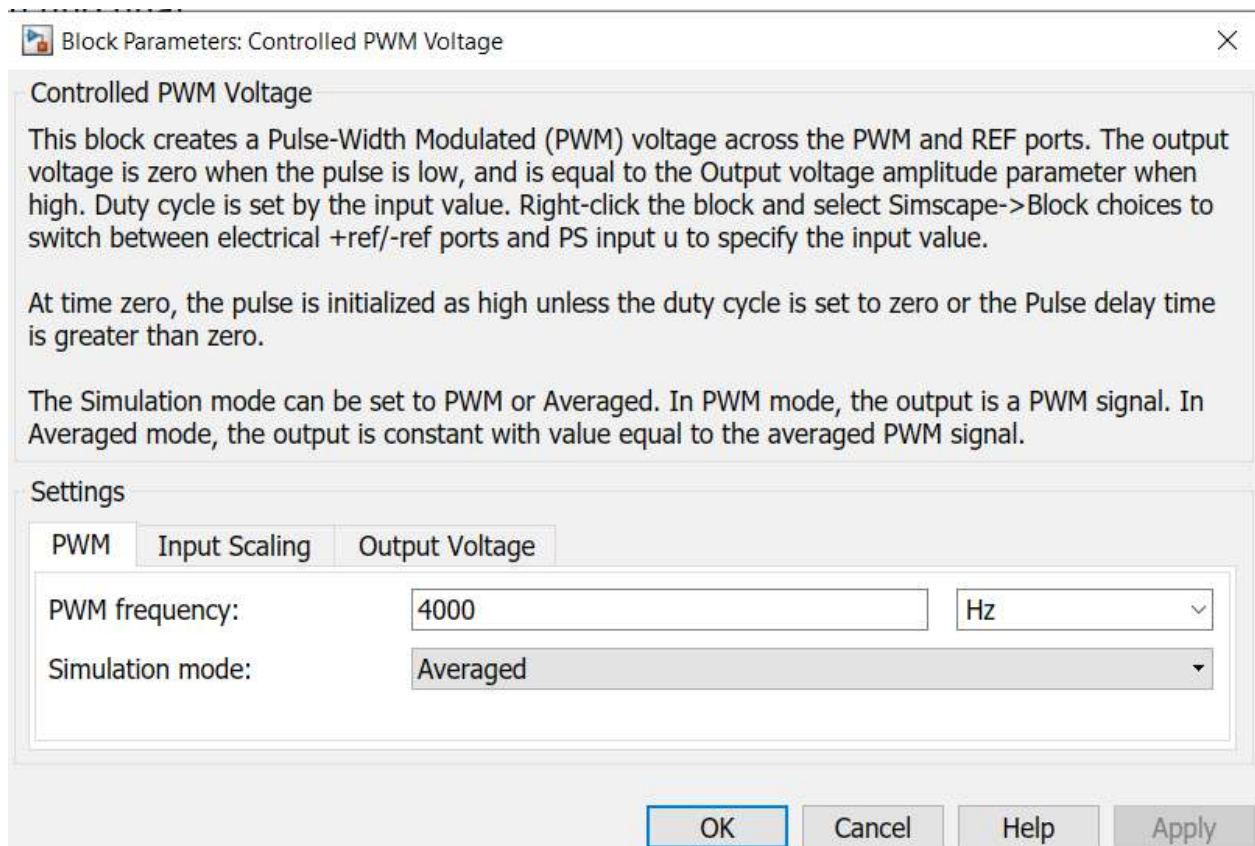 Block Parameters: Controlled PWM Voltage
Controlled PWM Voltage
This block creates a Pulse-Width Modulated (PWM) voltage across the PWM and REF ports. The output
voltage is zero when the pulse is low, and is equal to the Output voltage amplitude parameter when
high. Duty cycle is set by the input value. Right-click the block and select Simscape->Block choices to
switch between electrical +ref/-ref ports and PS input u to specify the input value.
At time zero, the pulse is initialized as high unless the duty cycle is set to zero or the Pulse delay time
is greater than zero.
The Simulation mode can be set to PWM or Averaged. In PWM mode, the output is a PWM signal. In
Averaged mode, the output is constant with value equal to the averaged PWM signal.
Settings
PWM Input Scaling Output Voltage
PWM frequency: 4000 Hz
Simulation mode: Averaged
OK Cancel Help Apply